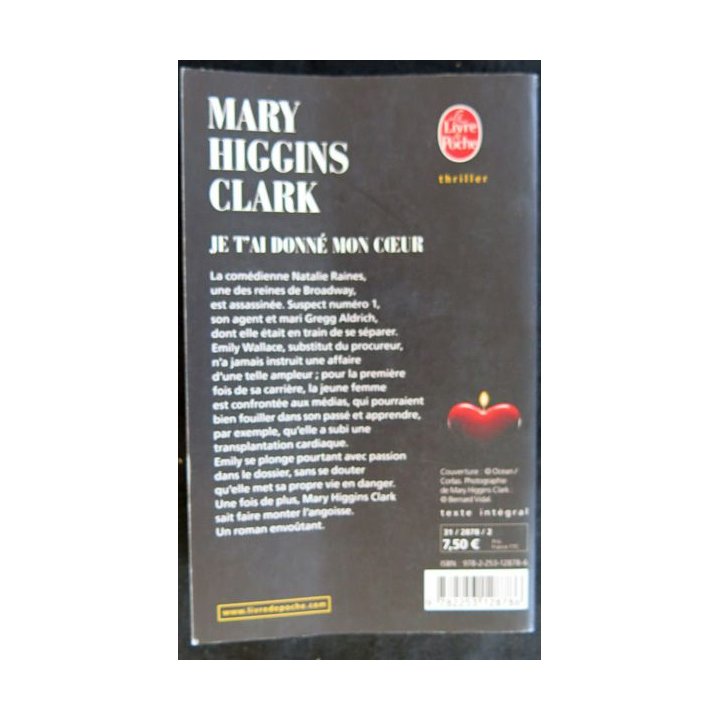 MARY
HIGGINS
CLARK
Le
Livre
de
Poche
thriller
JE T'AI DONNÉ MON CŒUR
La comédienne Natalie Raines,
une des reines de Broadway,
est assassinée. Suspect numéro 1,
son agent et mari Gregg Aldrich,
dont elle était en train de se séparer.
Emily Wallace, substitut du procureur,
n'a jamais instruit une affaire
d'une telle ampleur ; pour la première
fois de sa carrière, la jeune femme
est confrontée aux médias, qui pourraient
bien fouiller dans son passé et apprendre,
par exemple, qu'elle a subi une
transplantation cardiaque.
Emily se plonge pourtant avec passion
dans le dossier, sans se douter
qu'elle met sa propre vie en danger.
Une fois de plus, Mary Higgins Clark
sait faire monter l'angoisse.
Un roman envoûtant.
Couverture : © Ocean /
Corbis. Photographie
de Mary Higgins Clark :
© Bernard Vidal.
texte intégral
31 / 2878 / 2
7,50 €
Prix
France TTC
ISBN : 978-2-253-12878-6
9 782253 128786
www.livredepoche.com